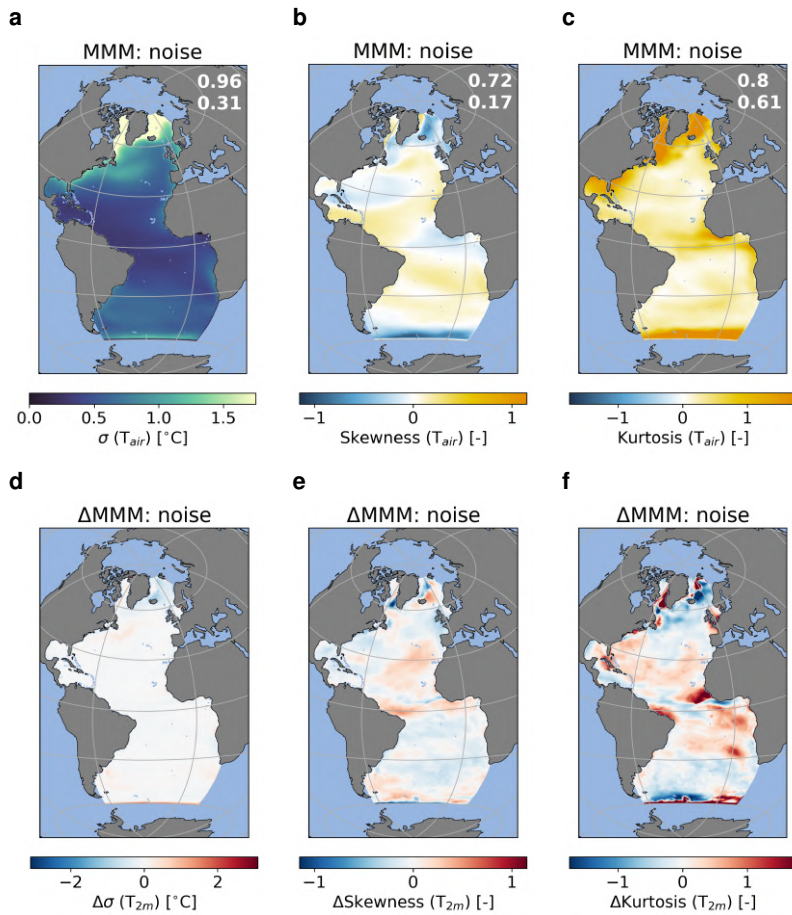 a
MMM: noise
0.96
0.31
0.0 0.5 1.0 1.5
σ (T_air) [°C]
b
MMM: noise
0.72
0.17
−1 0 1
Skewness (T_air) [-]
c
MMM: noise
0.8
0.61
−1 0 1
Kurtosis (T_air) [-]
d
ΔMMM: noise
−2 0 2
Δσ (T_2m) [°C]
e
ΔMMM: noise
−1 0 1
ΔSkewness (T_2m) [-]
f
ΔMMM: noise
−1 0 1
ΔKurtosis (T_2m) [-]